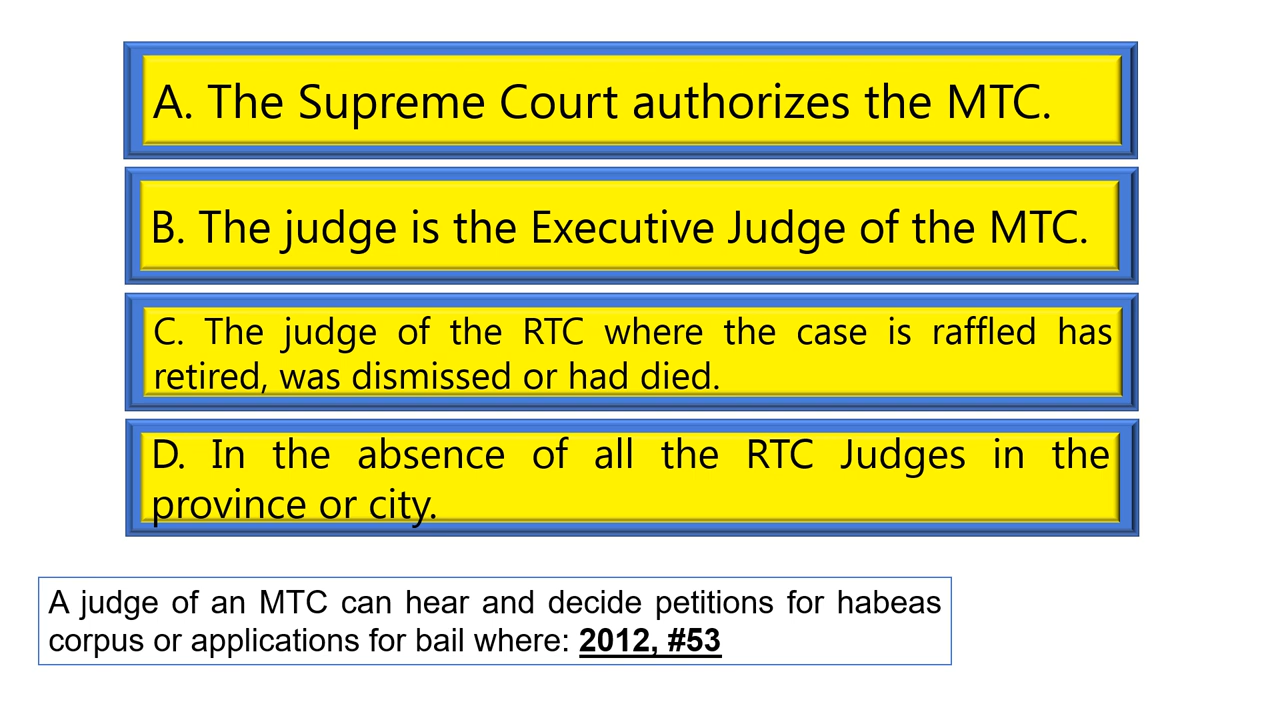 A. The Supreme Court authorizes the MTC.
B. The judge is the Executive Judge of the MTC.
C. The judge of the RTC where the case is raffled has
retired, was dismissed or had died.
D. In the absence of all the RTC Judges in the
province or city.
A judge of an MTC can hear and decide petitions for habeas
corpus or applications for bail where: 2012, #53